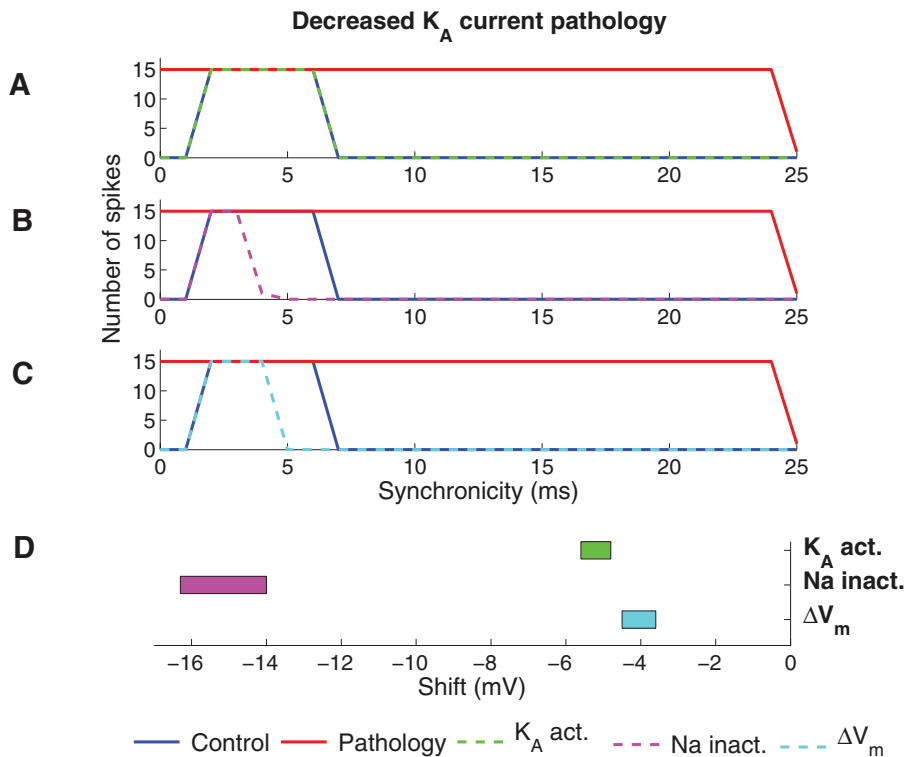 Decreased K_A current pathology
A
15
10
5
0
0 5 10 15 20 25
Number of spikes
B
15
10
5
0
0 5 10 15 20 25
C
15
10
5
0
0 5 10 15 20 25
Synchronicity (ms)
D
K_A act.
Na inact.
ΔV_m
−16 −14 −12 −10 −8 −6 −4 −2 0
Shift (mV)
Control Pathology K_A act. Na inact. ΔV_m